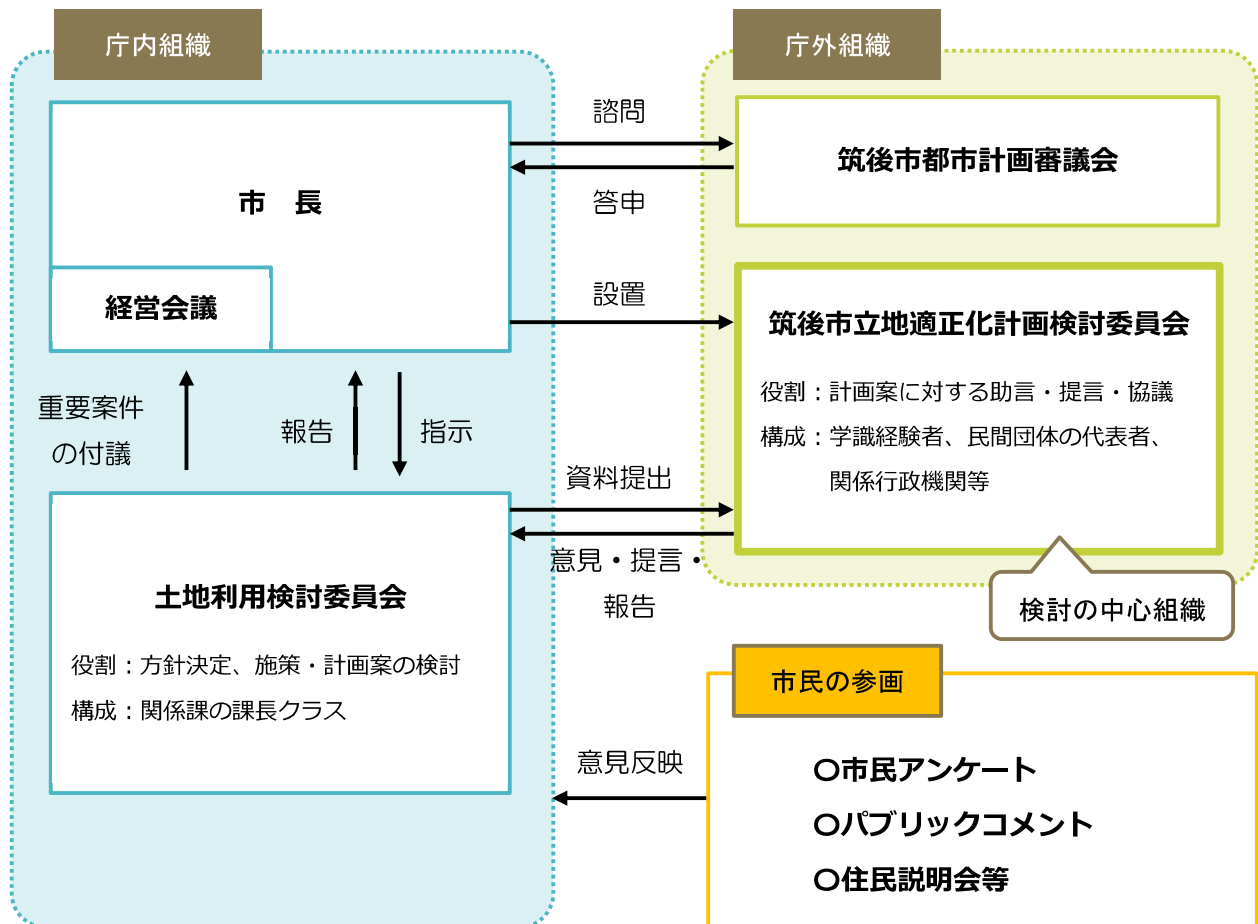 庁内組織
市　長
経営会議
重要案件
の付議
報告
指示
土地利用検討委員会
役割：方針決定、施策・計画案の検討
構成：関係課の課長クラス
諮問
答申
設置
資料提出
意見・提言・
報告
意見反映
庁外組織
筑後市都市計画審議会
筑後市立地適正化計画検討委員会
役割：計画案に対する助言・提言・協議
構成：学識経験者、民間団体の代表者、
関係行政機関等
検討の中心組織
市民の参画
〇市民アンケート
〇パブリックコメント
〇住民説明会等